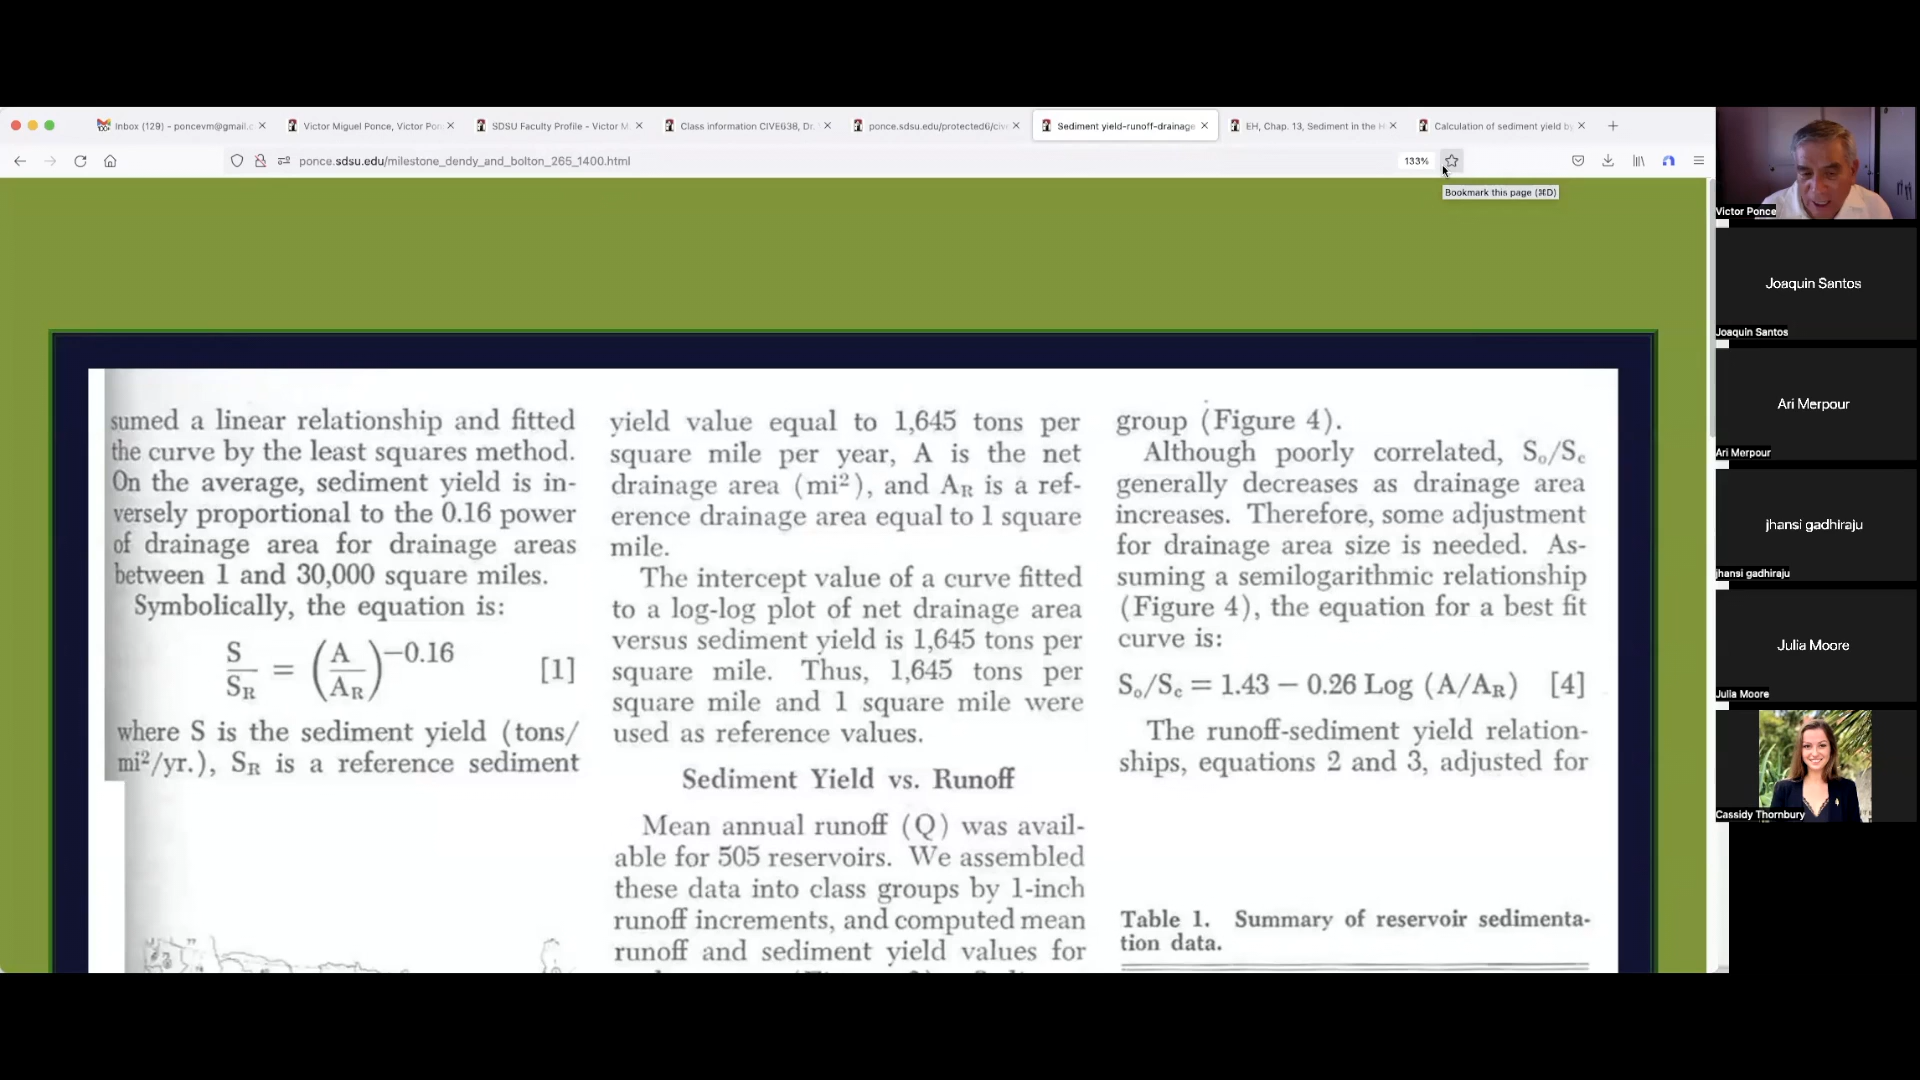 Inbox (129) - poncevm@gmail.c
Victor Miguel Ponce, Victor Pon
SDSU Faculty Profile - Victor M.
Class information CIVE638, Dr.
ponce.sdsu.edu/protected6/civ
Sediment yield-runoff-drainage
EH, Chap. 13, Sediment in the H
Calculation of sediment yield by
ponce.sdsu.edu/milestone_dendy_and_bolton_265_1400.html
133%
Bookmark this page (⌘D)
sumed a linear relationship and fitted
the curve by the least squares method.
On the average, sediment yield is in-
versely proportional to the 0.16 power
of drainage area for drainage areas
between 1 and 30,000 square miles.
Symbolically, the equation is:
S/S_R = (A/A_R)^−0.16 [1]
where S is the sediment yield (tons/
mi²/yr.), S_R is a reference sediment
yield value equal to 1,645 tons per
square mile per year, A is the net
drainage area (mi²), and A_R is a ref-
erence drainage area equal to 1 square
mile.
The intercept value of a curve fitted
to a log-log plot of net drainage area
versus sediment yield is 1,645 tons per
square mile. Thus, 1,645 tons per
square mile and 1 square mile were
used as reference values.
Sediment Yield vs. Runoff
Mean annual runoff (Q) was avail-
able for 505 reservoirs. We assembled
these data into class groups by 1-inch
runoff increments, and computed mean
runoff and sediment yield values for
group (Figure 4).
Although poorly correlated, S_o/S_c
generally decreases as drainage area
increases. Therefore, some adjustment
for drainage area size is needed. As-
suming a semilogarithmic relationship
(Figure 4), the equation for a best fit
curve is:
S_o/S_c = 1.43 − 0.26 Log (A/A_R) [4]
The runoff-sediment yield relation-
ships, equations 2 and 3, adjusted for
Table 1. Summary of reservoir sedimenta-
tion data.
Victor Ponce
Joaquin Santos
Joaquin Santos
Ari Merpour
Ari Merpour
jhansi gadhiraju
jhansi gadhiraju
Julia Moore
Julia Moore
Cassidy Thornbury